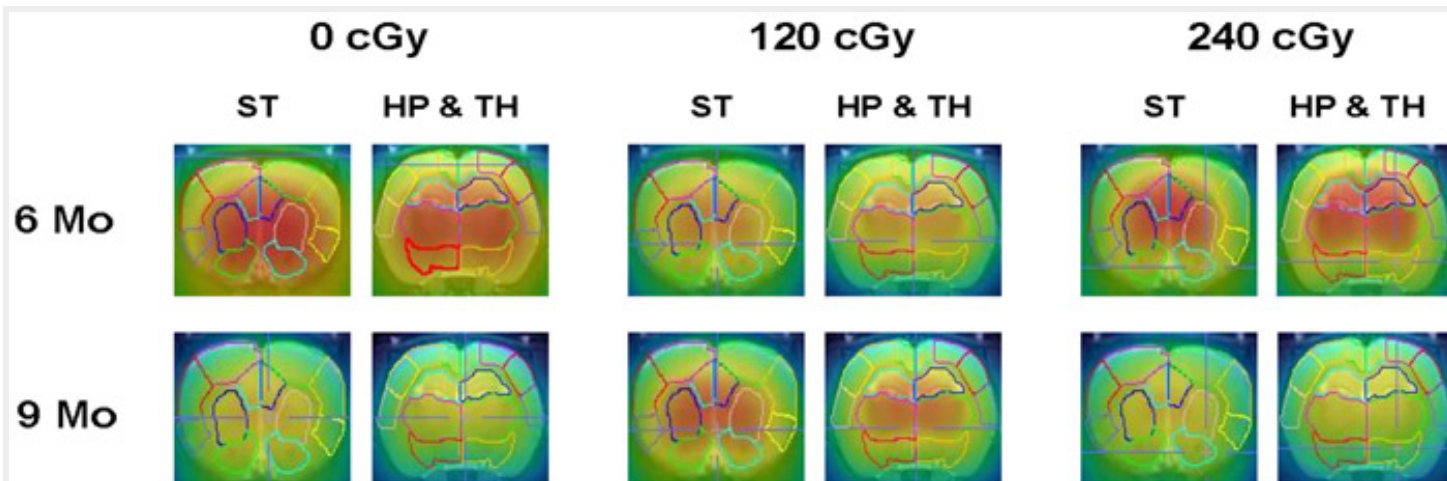 0 cGy 120 cGy 240 cGy
ST HP & TH ST HP & TH ST HP & TH
6 Mo
9 Mo